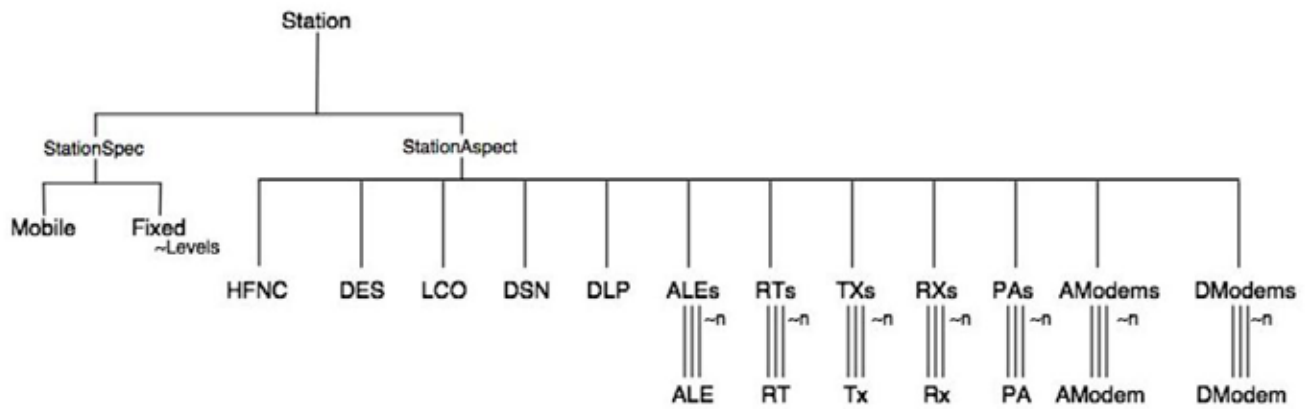 Station
StationSpec StationAspect
Mobile Fixed
~Levels
HFNC DES LCO DSN DLP ALEs RTs TXs RXs PAs AModems DModems
~n ~n ~n ~n ~n ~n ~n
ALE RT Tx Rx PA AModem DModem